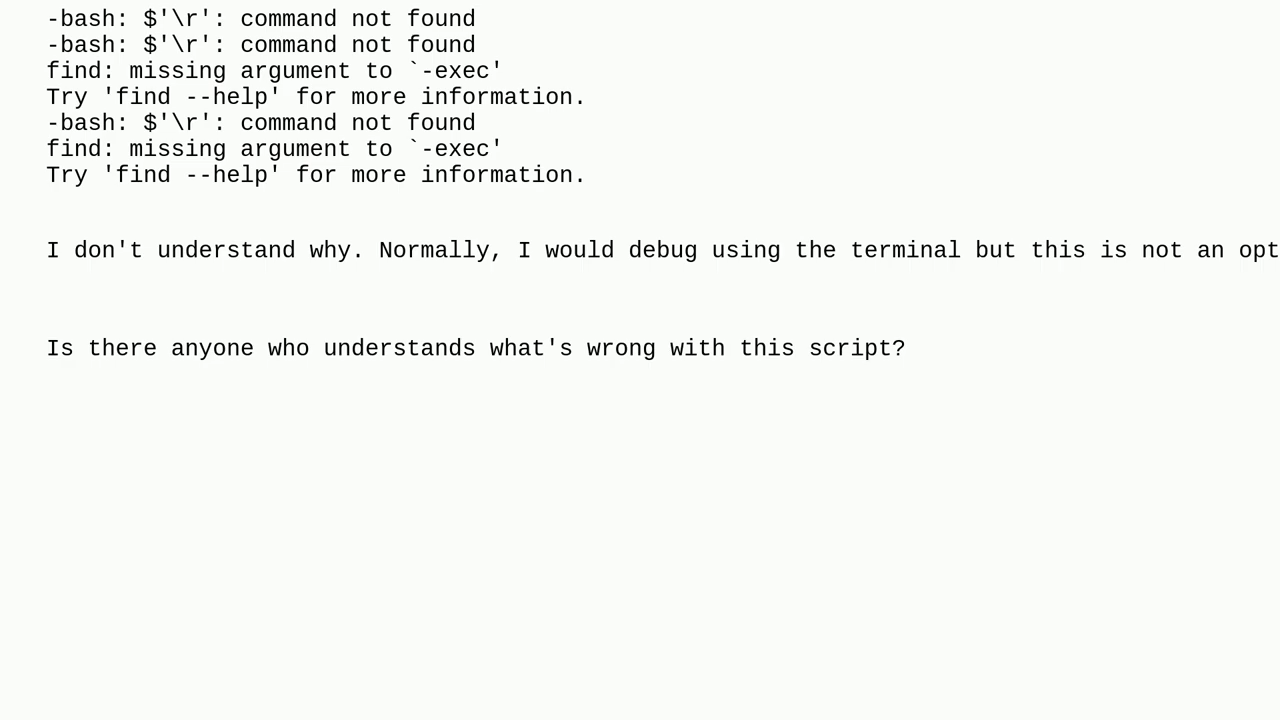 -bash: $'\r': command not found
-bash: $'\r': command not found
find: missing argument to `-exec'
Try 'find --help' for more information.
-bash: $'\r': command not found
find: missing argument to `-exec'
Try 'find --help' for more information.
I don't understand why. Normally, I would debug using the terminal but this is not an opt
Is there anyone who understands what's wrong with this script?